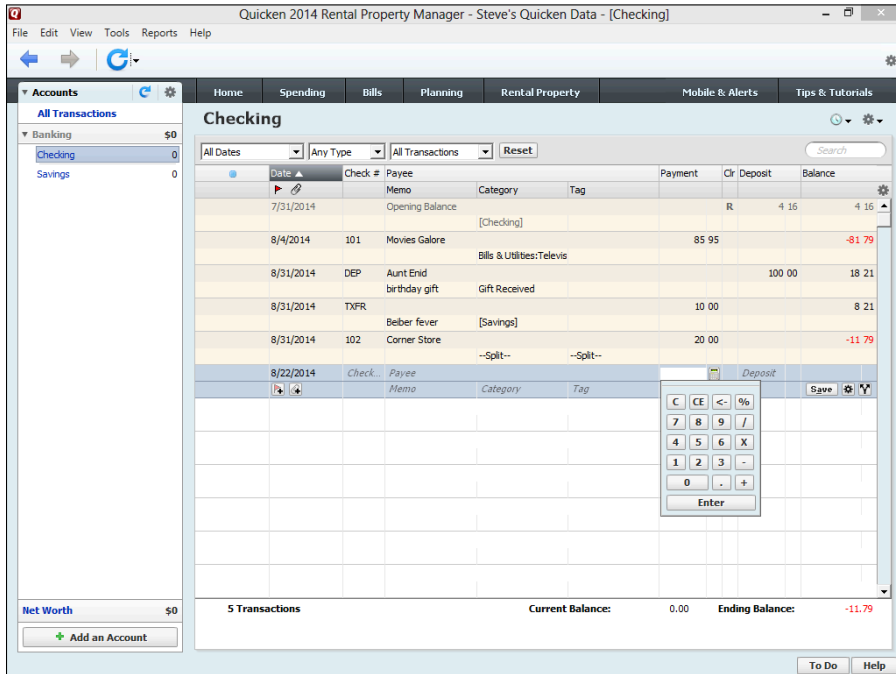 Quicken 2014 Rental Property Manager - Steve's Quicken Data - [Checking]
File Edit View Tools Reports Help
Accounts
All Transactions
Banking $0
Checking 0
Savings 0
Net Worth $0
Add an Account
Home Spending Bills Planning Rental Property Mobile & Alerts Tips & Tutorials
Checking
All Dates Any Type All Transactions Reset Search
Date Check # Payee Payment Clr Deposit Balance
Memo Category Tag
7/31/2014 Opening Balance R 4 16 4 16
[Checking]
8/4/2014 101 Movies Galore 85 95 -81 79
Bills & Utilities:Televis
8/31/2014 DEP Aunt Enid 100 00 18 21
birthday gift Gift Received
8/31/2014 TXFR 10 00 8 21
Beiber fever [Savings]
8/31/2014 102 Corner Store 20 00 -11 79
--Split-- --Split--
8/22/2014 Check... Payee Deposit
Memo Category Tag Save
C CE <- %
7 8 9 /
4 5 6 X
1 2 3 -
0 . +
Enter
5 Transactions Current Balance: 0.00 Ending Balance: -11.79
To Do Help